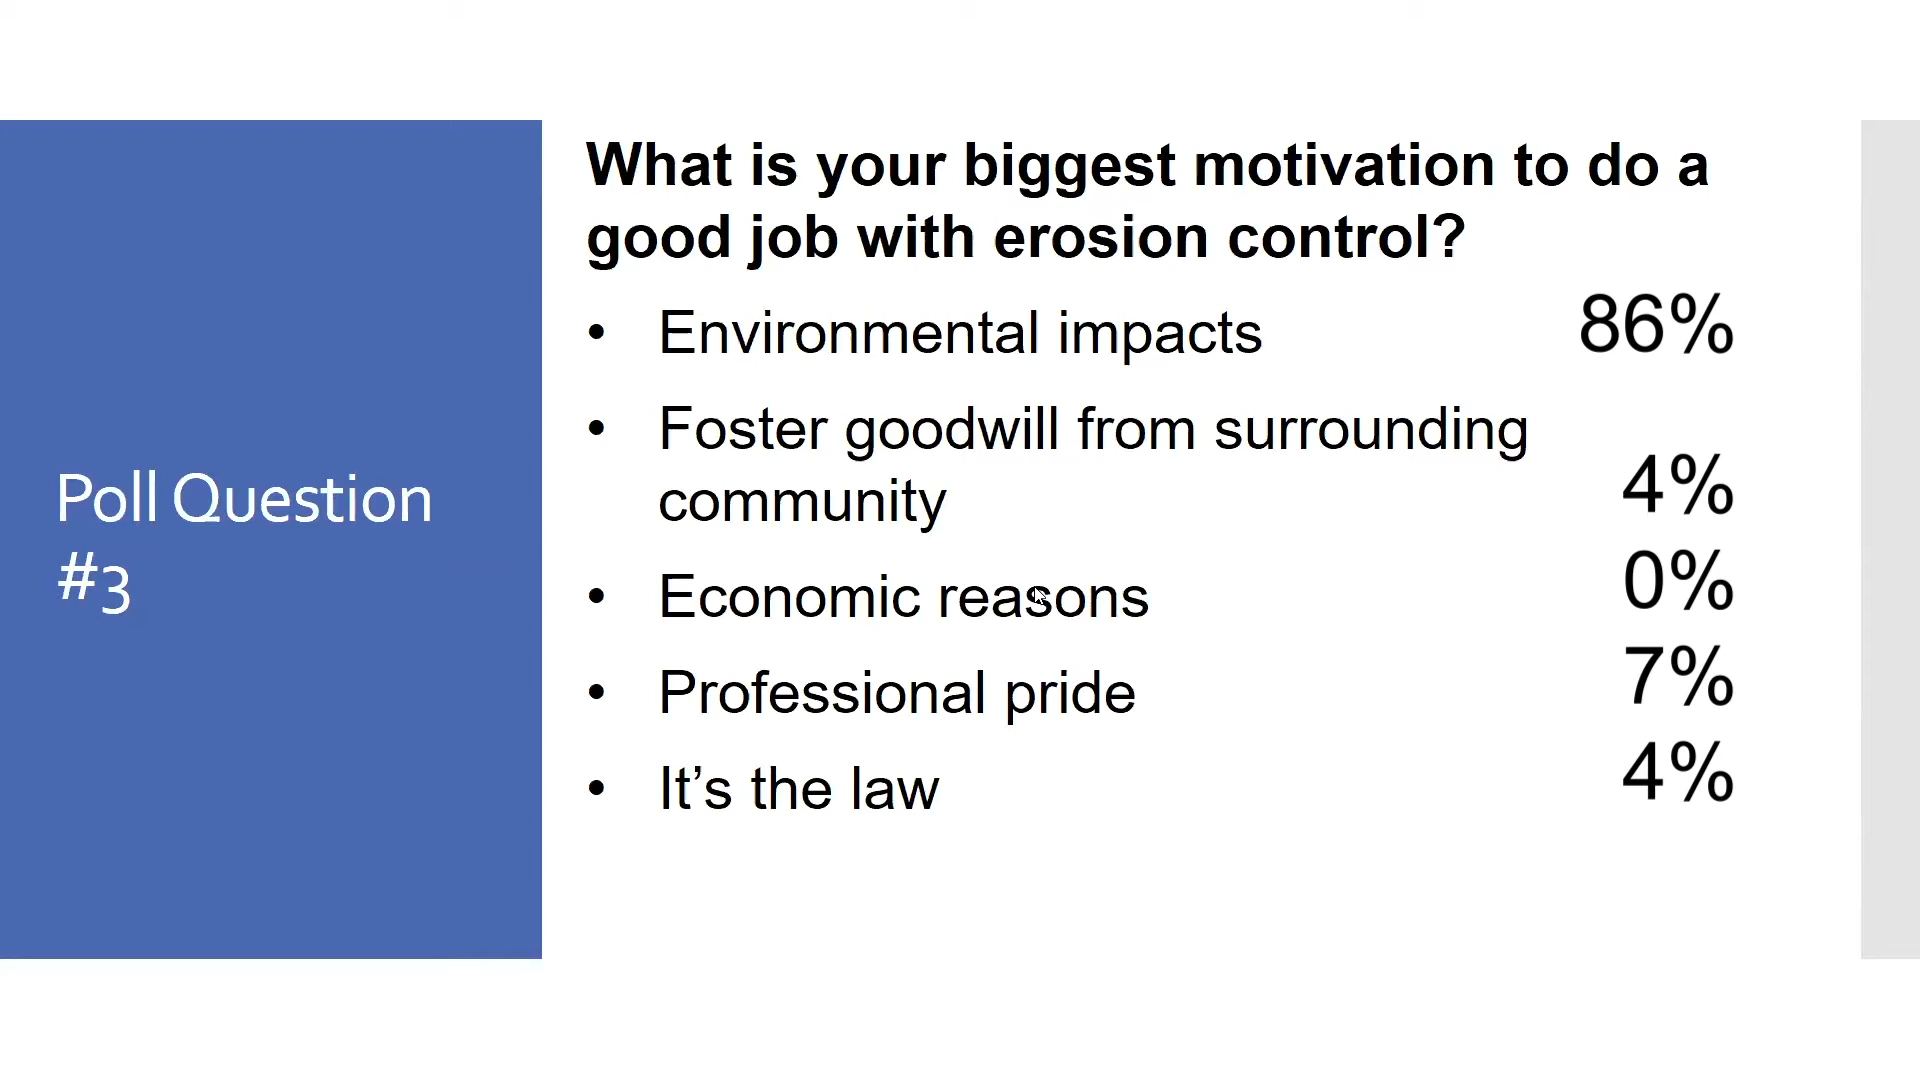 Poll Question
#3
What is your biggest motivation to do a
good job with erosion control?
• Environmental impacts 86%
• Foster goodwill from surrounding
community 4%
• Economic reasons 0%
• Professional pride 7%
• It’s the law 4%